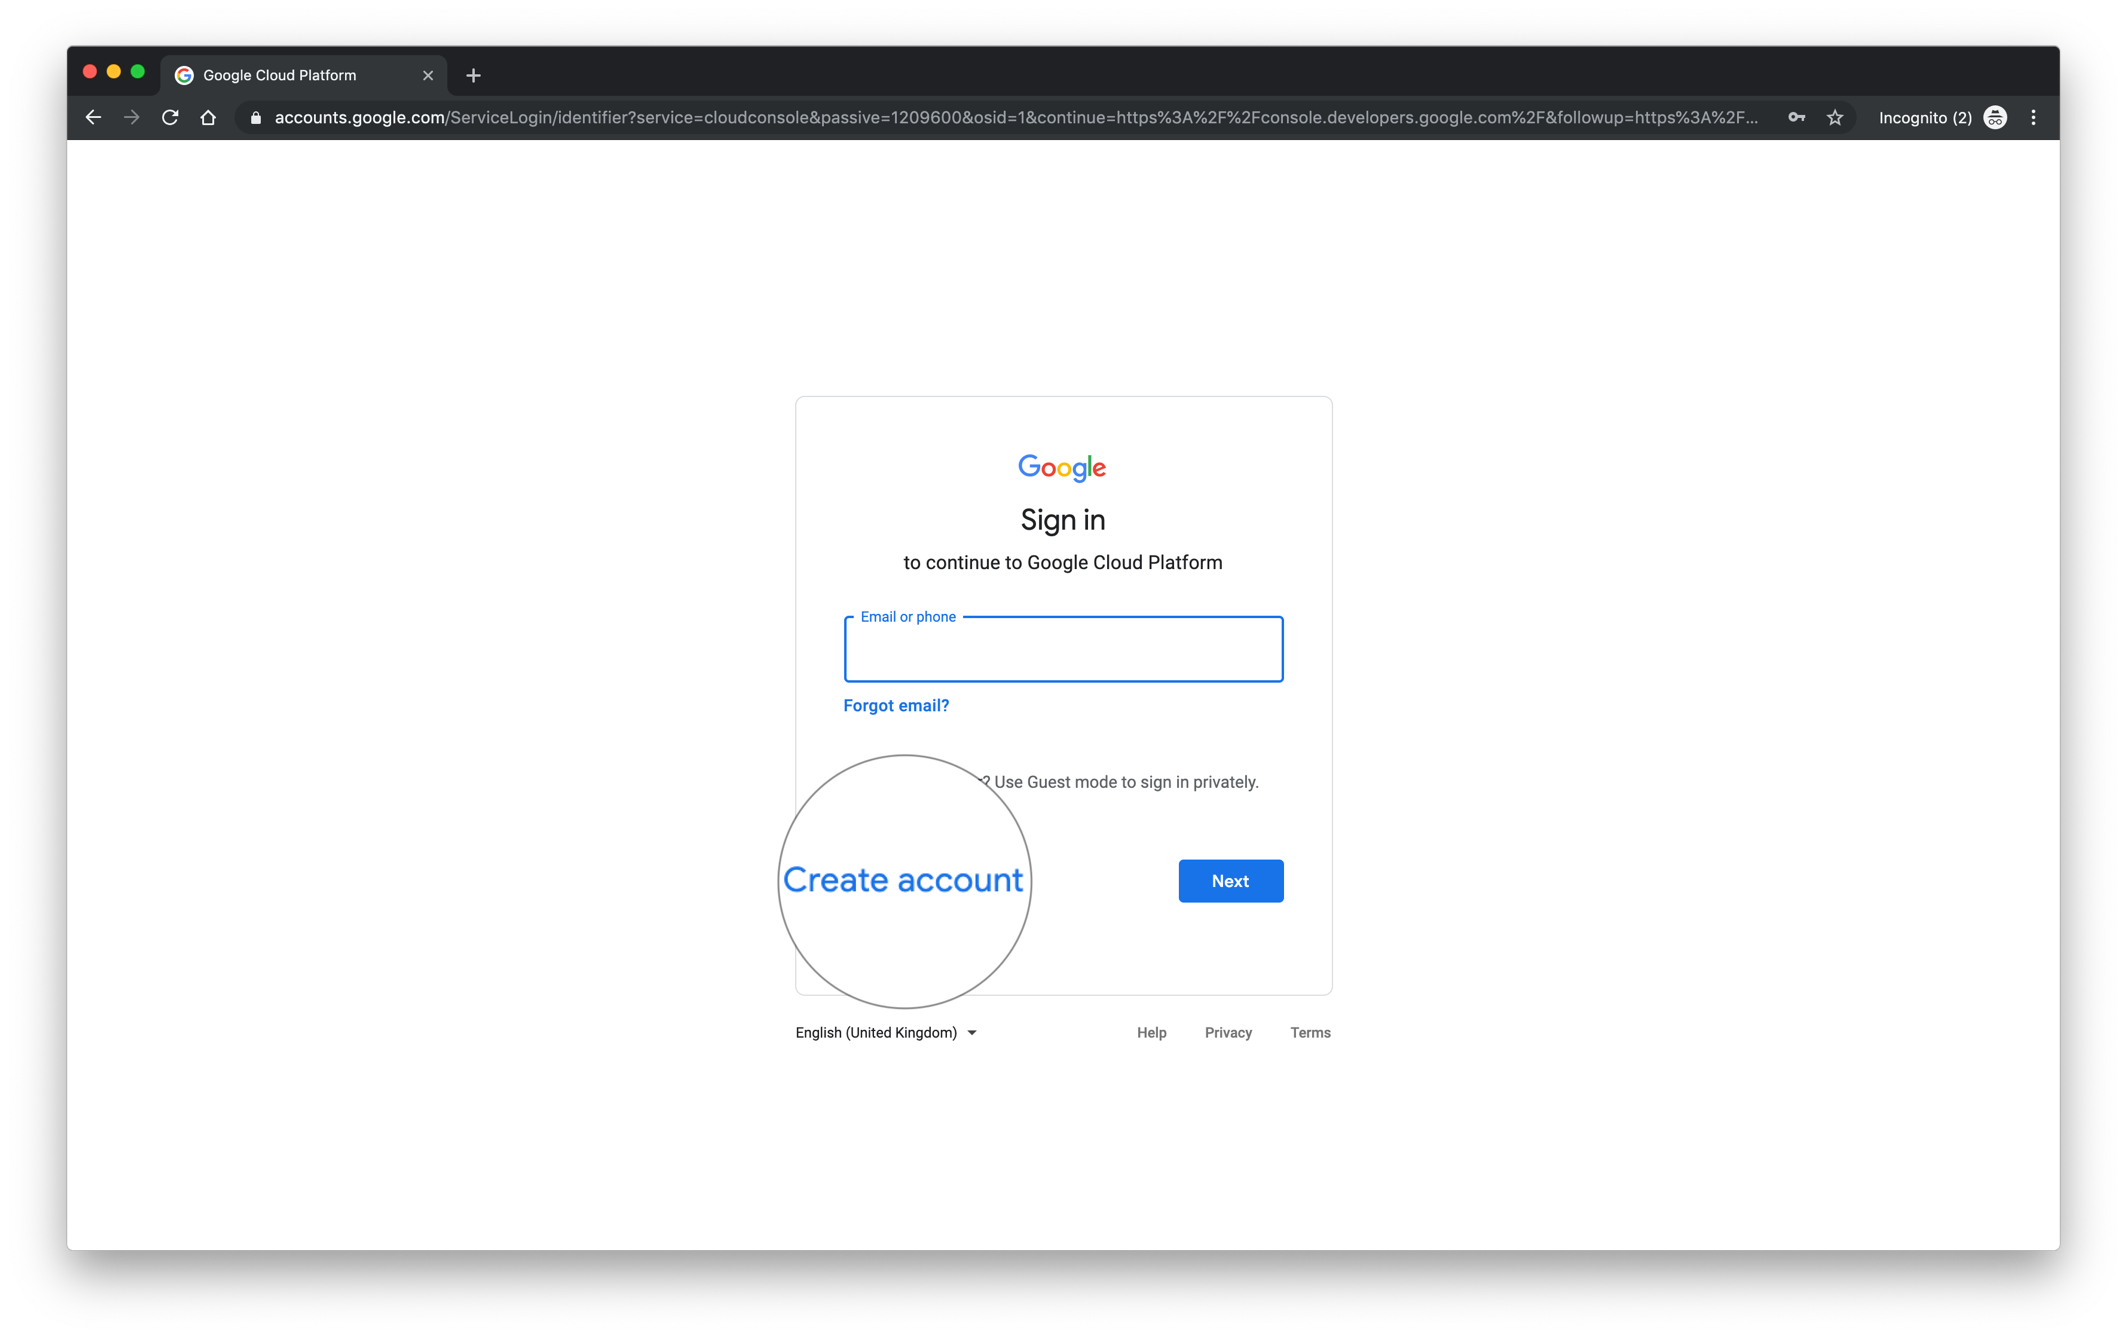 Google Cloud Platform
accounts.google.com/ServiceLogin/identifier?service=cloudconsole&passive=1209600&osid=1&continue=https%3A%2F%2Fconsole.developers.google.com%2F&followup=https%3A%2F...
Incognito (2)
Google
Sign in
to continue to Google Cloud Platform
Email or phone
Forgot email?
? Use Guest mode to sign in privately.
Create account
Next
English (United Kingdom)
Help Privacy Terms